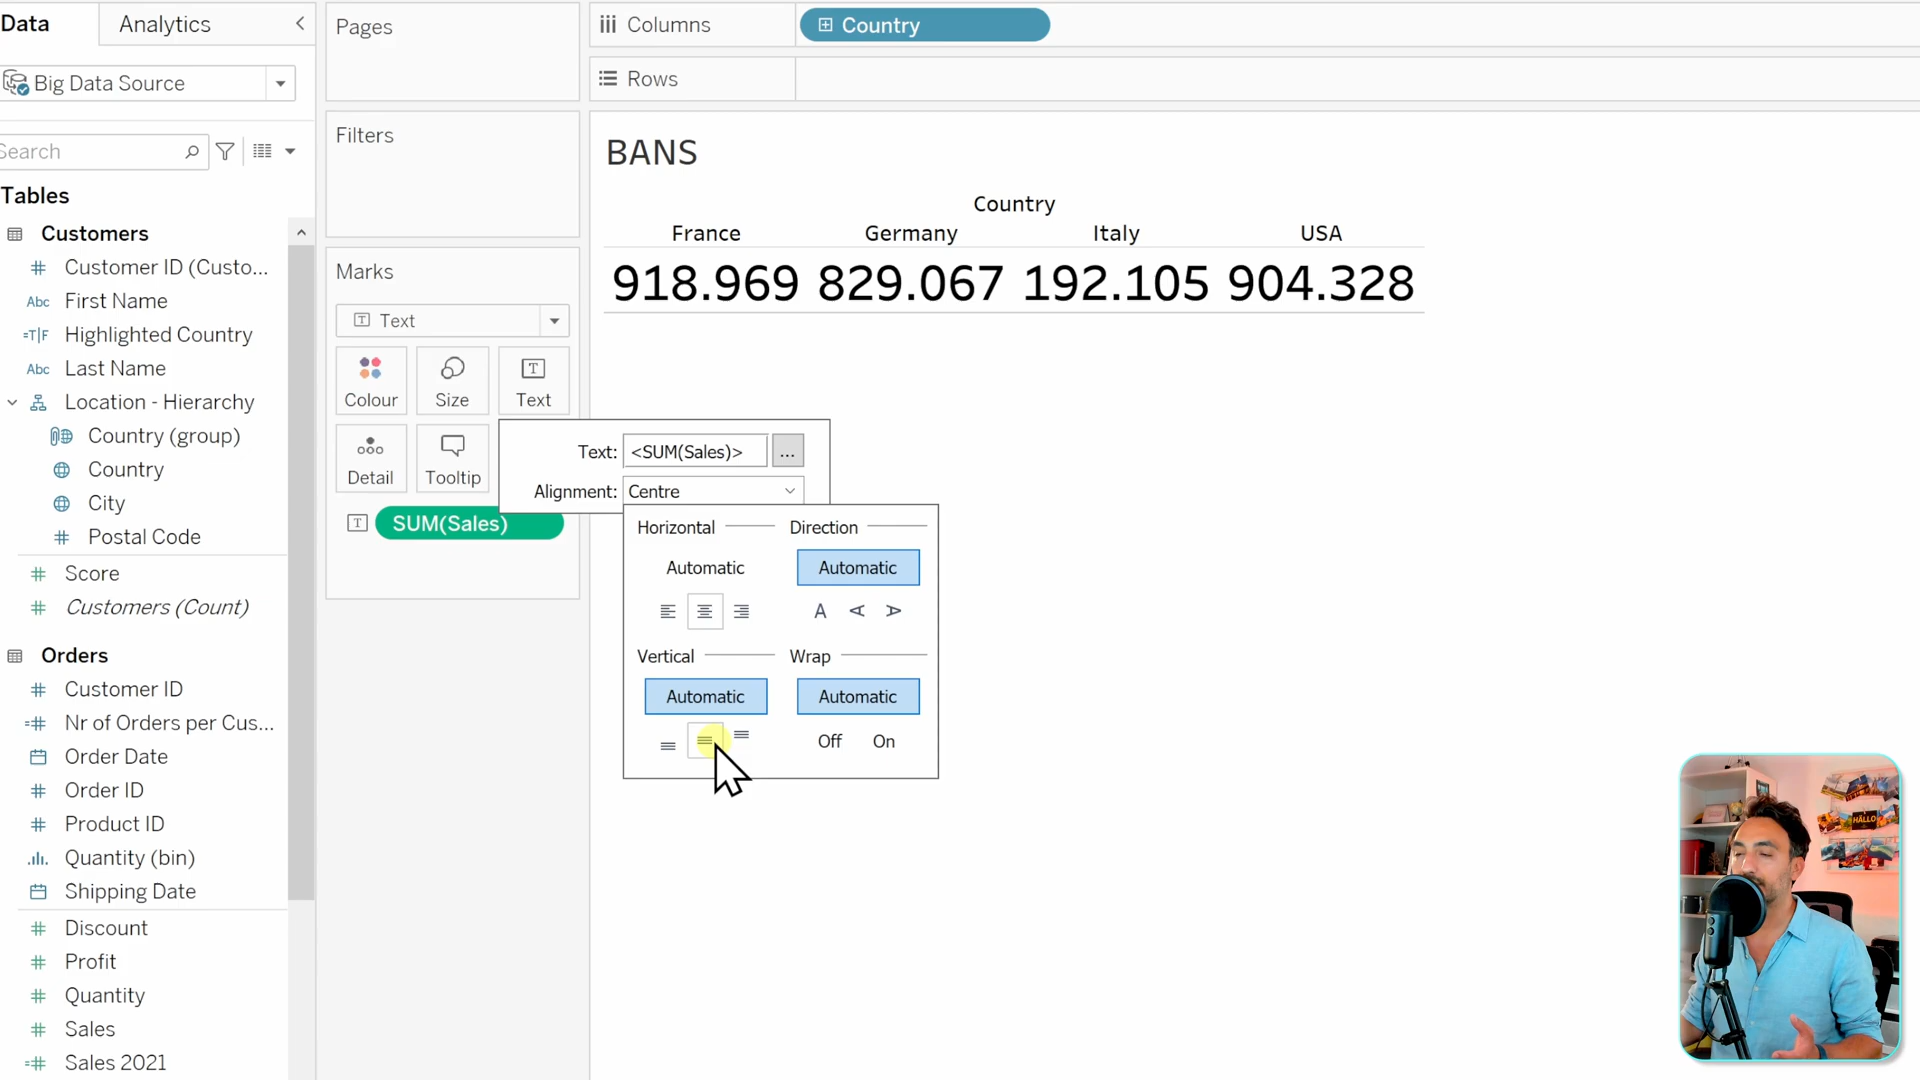 Data
Analytics
Pages
Columns
Country
Big Data Source
Rows
Search
Filters
BANS
Tables
Country
France
Germany
Italy
USA
918.969
829.067
192.105
904.328
Customers
Customer ID (Custo...
Abc
First Name
=T|F
Highlighted Country
Abc
Last Name
Location - Hierarchy
Country (group)
Country
City
Postal Code
Score
Customers (Count)
Orders
Customer ID
Nr of Orders per Cus...
Order Date
Order ID
Product ID
Quantity (bin)
Shipping Date
Discount
Profit
Quantity
Sales
Sales 2021
Marks
Text
Colour
Size
Text
Detail
Tooltip
SUM(Sales)
Text:
<SUM(Sales)>
...
Alignment:
Centre
Horizontal
Direction
Automatic
Automatic
A
A
A
Vertical
Wrap
Automatic
Automatic
Off
On
HALLO